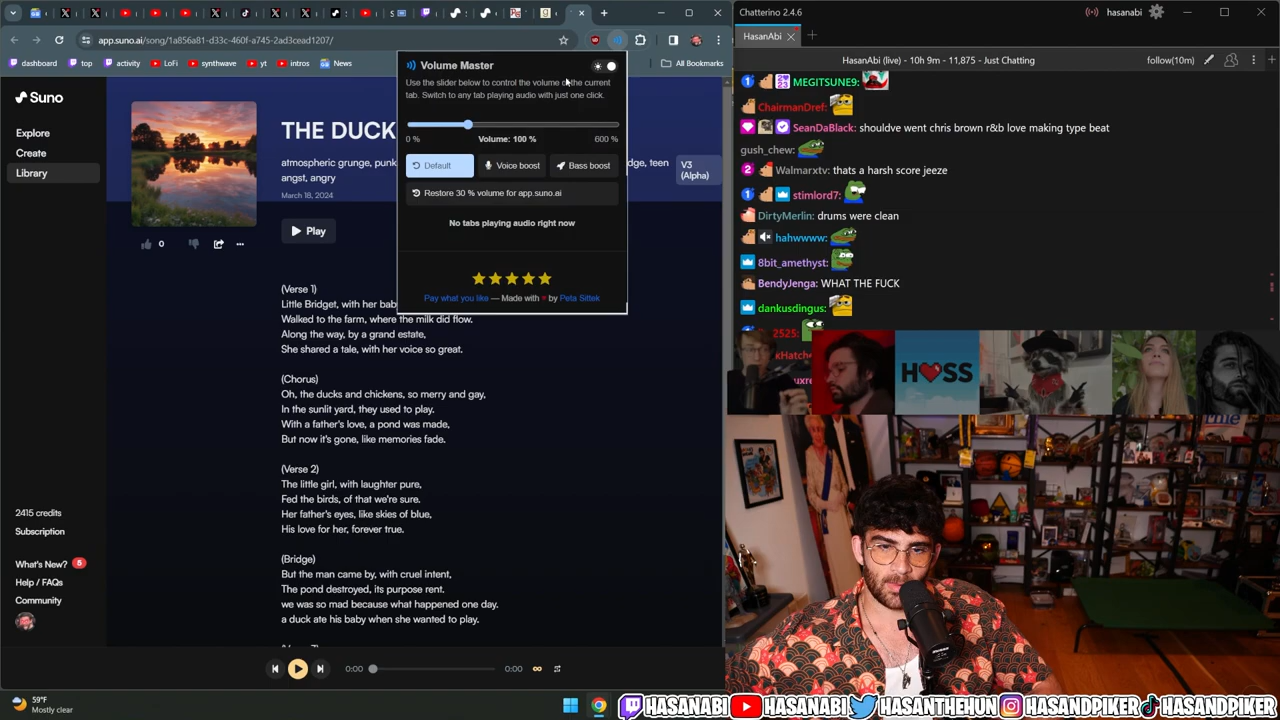 Chatterino 2.4.6
hasanabi
HasanAbi
app.suno.ai/song/1a856a81-d33c-460f-a745-2ad3cead1207/
HasanAbi (live) - 10h 9m - 11,875 - Just Chatting
follow(10m)
dashboard
top
activity
LoFi
synthwave
yt
intros
News
All Bookmarks
Volume Master
Use the slider below to control the volume of the current
tab. Switch to any tab playing audio with just one click.
0 %
Volume: 100 %
600 %
Default
Voice boost
Bass boost
Restore 30 % volume for app.suno.ai
No tabs playing audio right now
Pay what you like — Made with ♥ by Peta Sittek
Suno
Explore
Create
Library
2415 credits
Subscription
What's New?
5
Help / FAQs
Community
THE DUCK
atmospheric grunge, punk
dge, teen
angst, angry
V3
(Alpha)
March 18, 2024
Play
0
(Verse 1)
Little Bridget, with her bab
Walked to the farm, where the milk did flow.
Along the way, by a grand estate,
She shared a tale, with her voice so great.
(Chorus)
Oh, the ducks and chickens, so merry and gay,
In the sunlit yard, they used to play.
With a father's love, a pond was made,
But now it's gone, like memories fade.
(Verse 2)
The little girl, with laughter pure,
Fed the birds, of that we're sure.
Her father's eyes, like skies of blue,
His love for her, forever true.
(Bridge)
But the man came by, with cruel intent,
The pond destroyed, its purpose rent.
we was so mad because what happened one day.
a duck ate his baby when she wanted to play.
0:00
0:00
MEGITSUNE9:
ChairmanDref:
SeanDaBlack: shouldve went chris brown r&b love making type beat
gush_chew:
Walmarxtv: thats a harsh score jeeze
stimlord7:
DirtyMerlin: drums were clean
hahwwww:
8bit_amethyst:
BendyJenga: WHAT THE FUCK
dankusdingus:
2525:
kHatche
uxre
H❤SS
59°F
Mostly clear
HASANABI
HASANABI
HASANTHEHUN
HASANDPIKER
HASANDPIKER